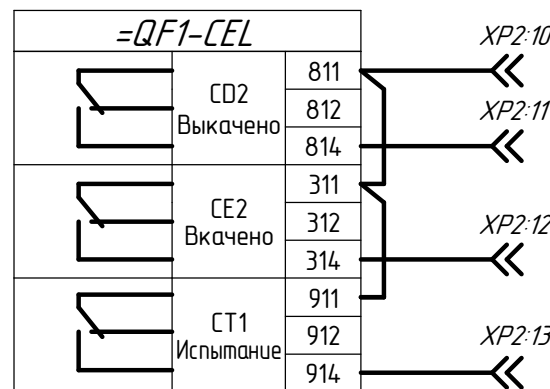 =QF1-CEL
XP2:10
811
CD2
Выкачено
812
XP2:11
814
311
CE2
Вкачено
312
XP2:12
314
911
CT1
Испытание
912
XP2:13
914